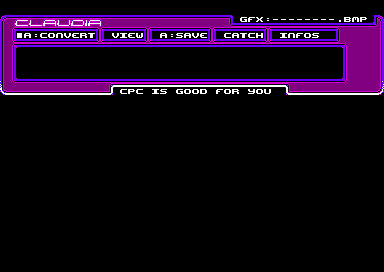 CLAUDIA
GFX:--------.BMP
A:CONVERT VIEW A:SAVE CATCH INFOS
CPC IS GOOD FOR YOU